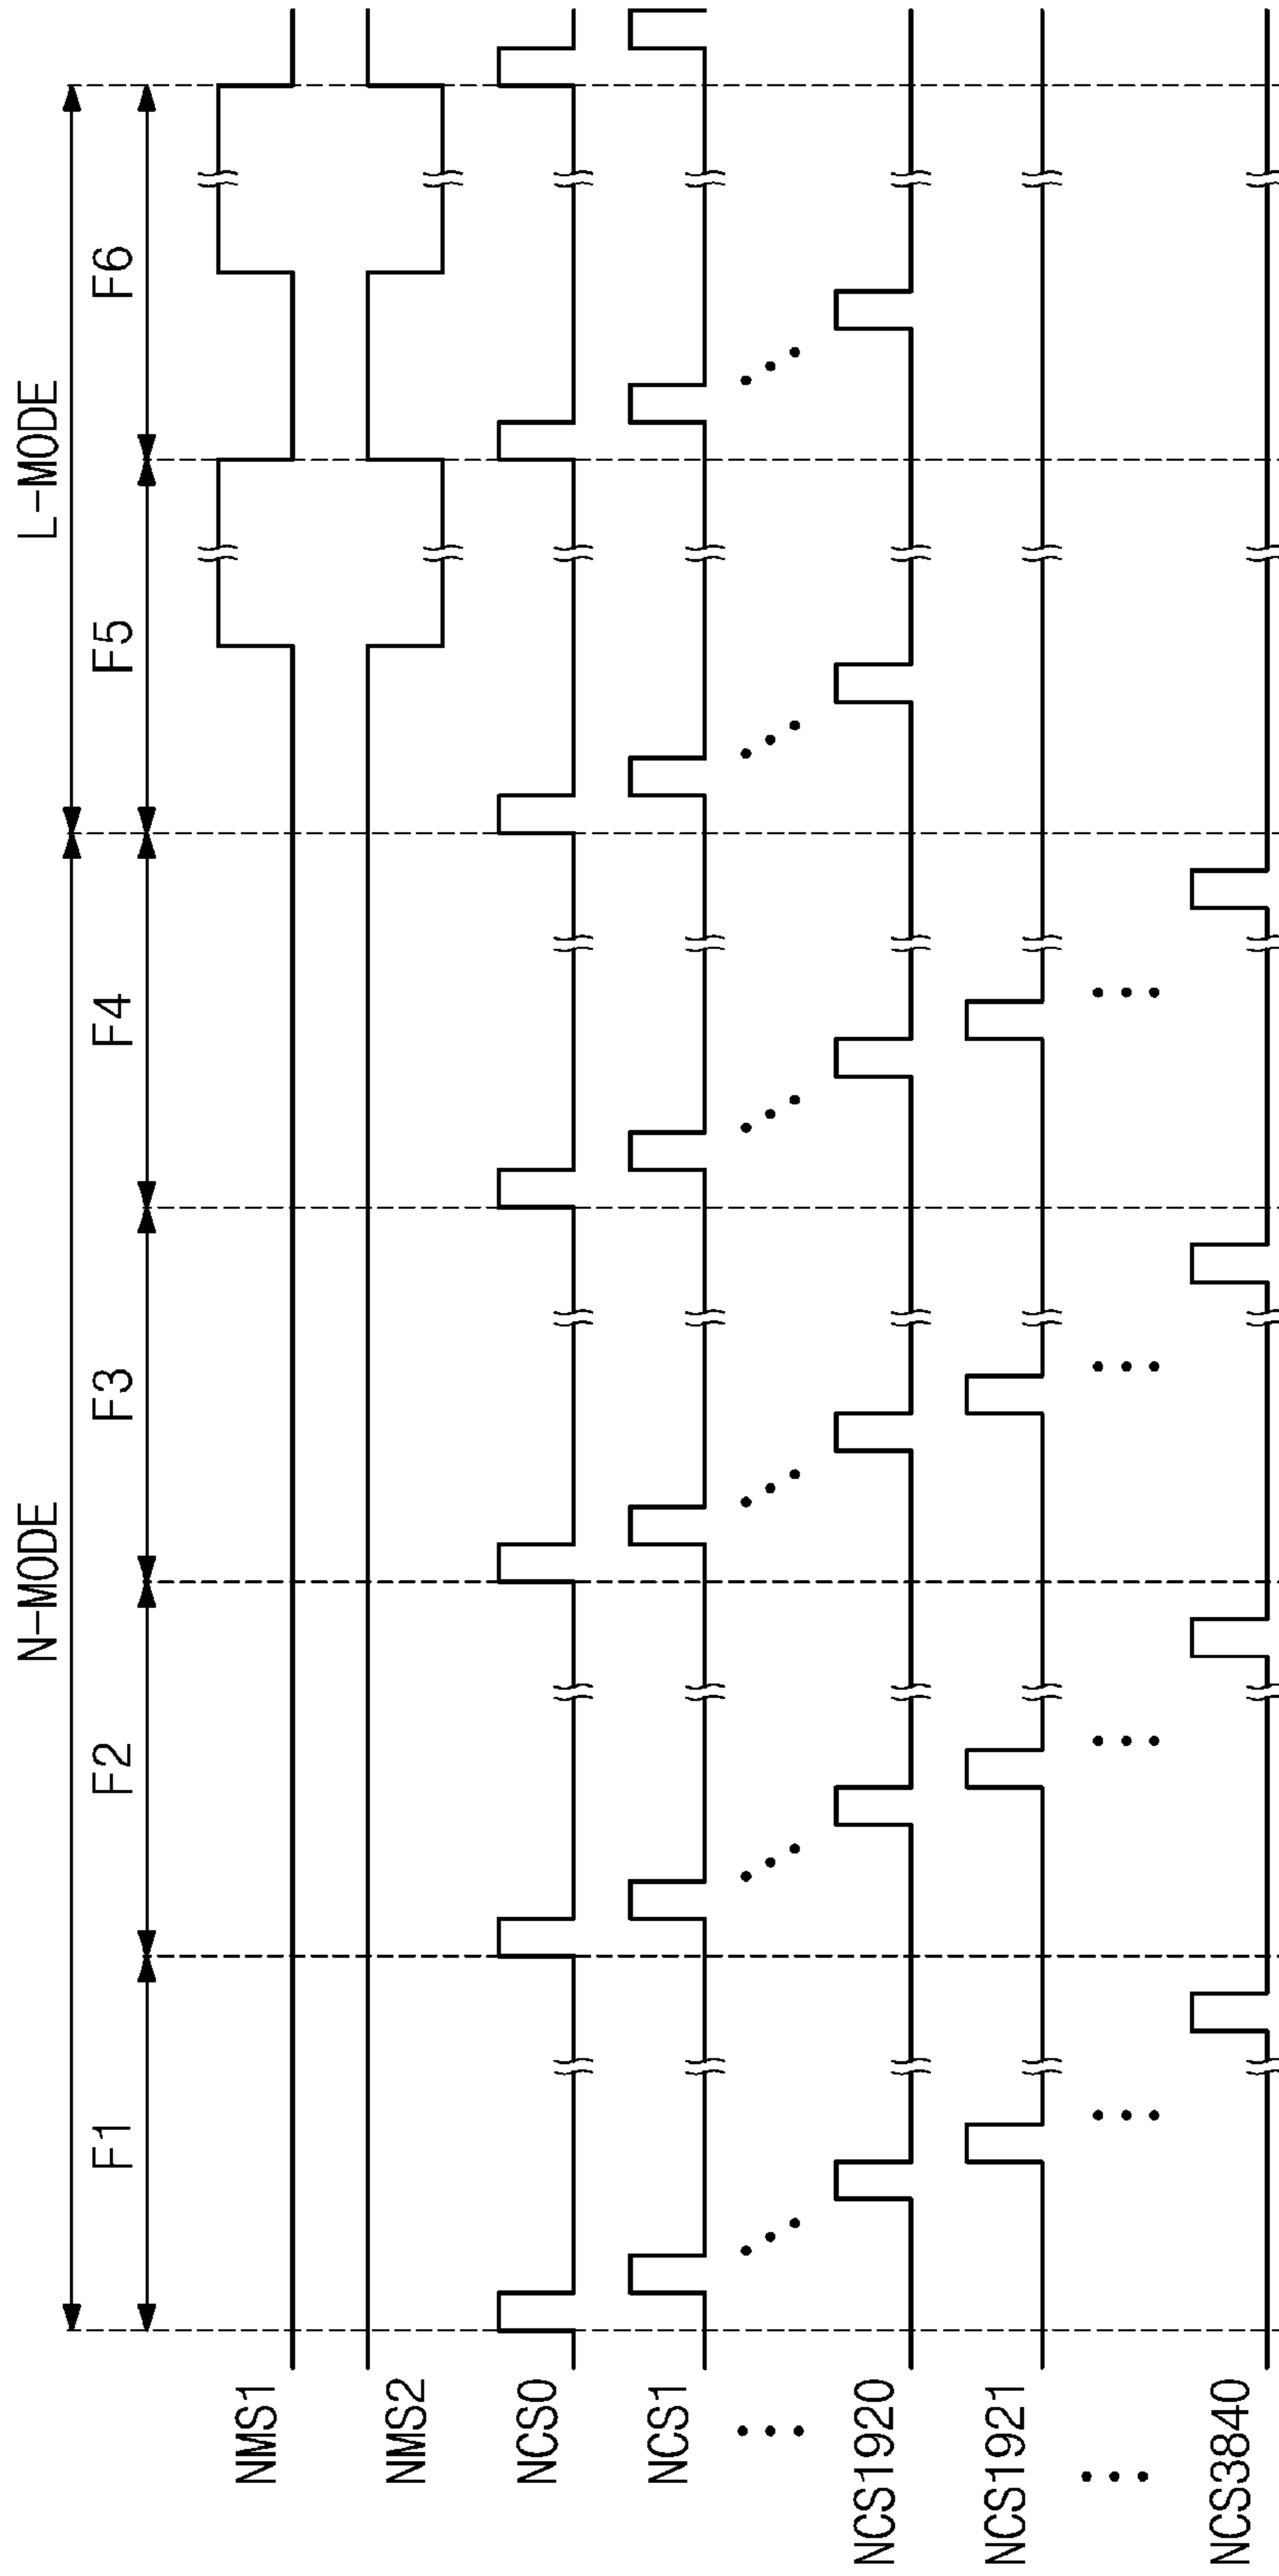 N-MODE L-MODE
F1 F2 F3 F4 F5 F6
NMS1
NMS2
NCS0
NCS1
NCS1920
NCS1921
NCS3840